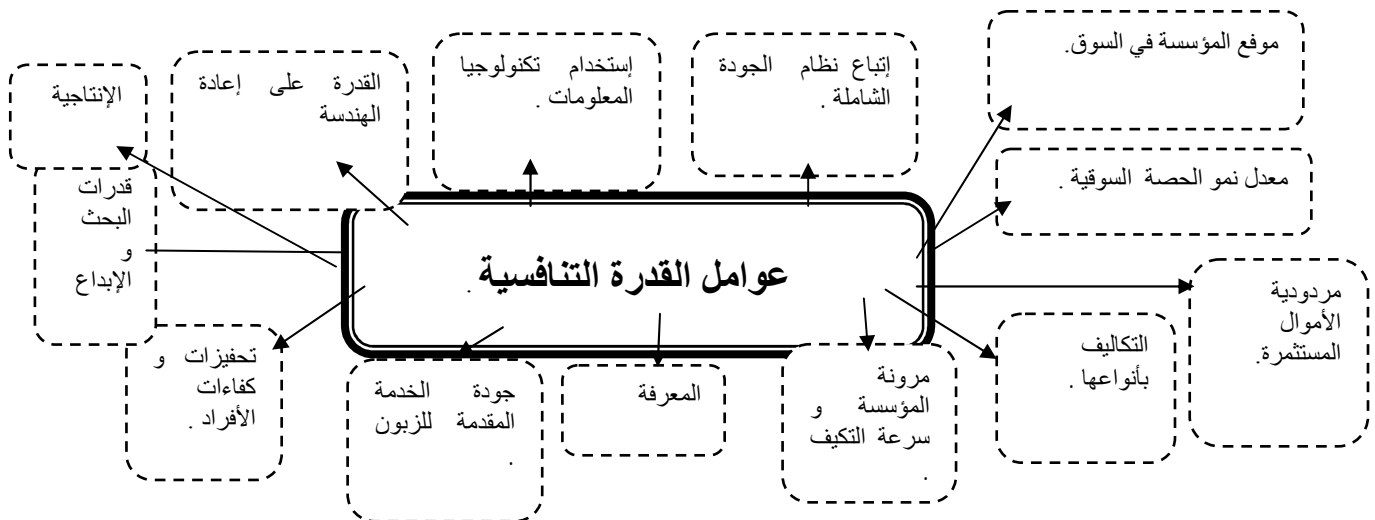 موفع المؤسسة في السوق.
إتباع نظام الجودة
الشاملة .
إستخدام تكنولوجيا
المعلومات .
القدرة على إعادة
الهندسة
الإنتاجية
معدل نمو الحصة السوقية .
قدرات
البحث
و
الإبداع
عوامل القدرة التنافسية .
مردودية
الأموال
المستثمرة.
التكاليف
بأنواعها .
مرونة
المؤسسة و
سرعة التكيف
.
المعرفة
جودة الخدمة
المقدمة للزبون
.
تحفيزات و
كفاءات
الأفراد .